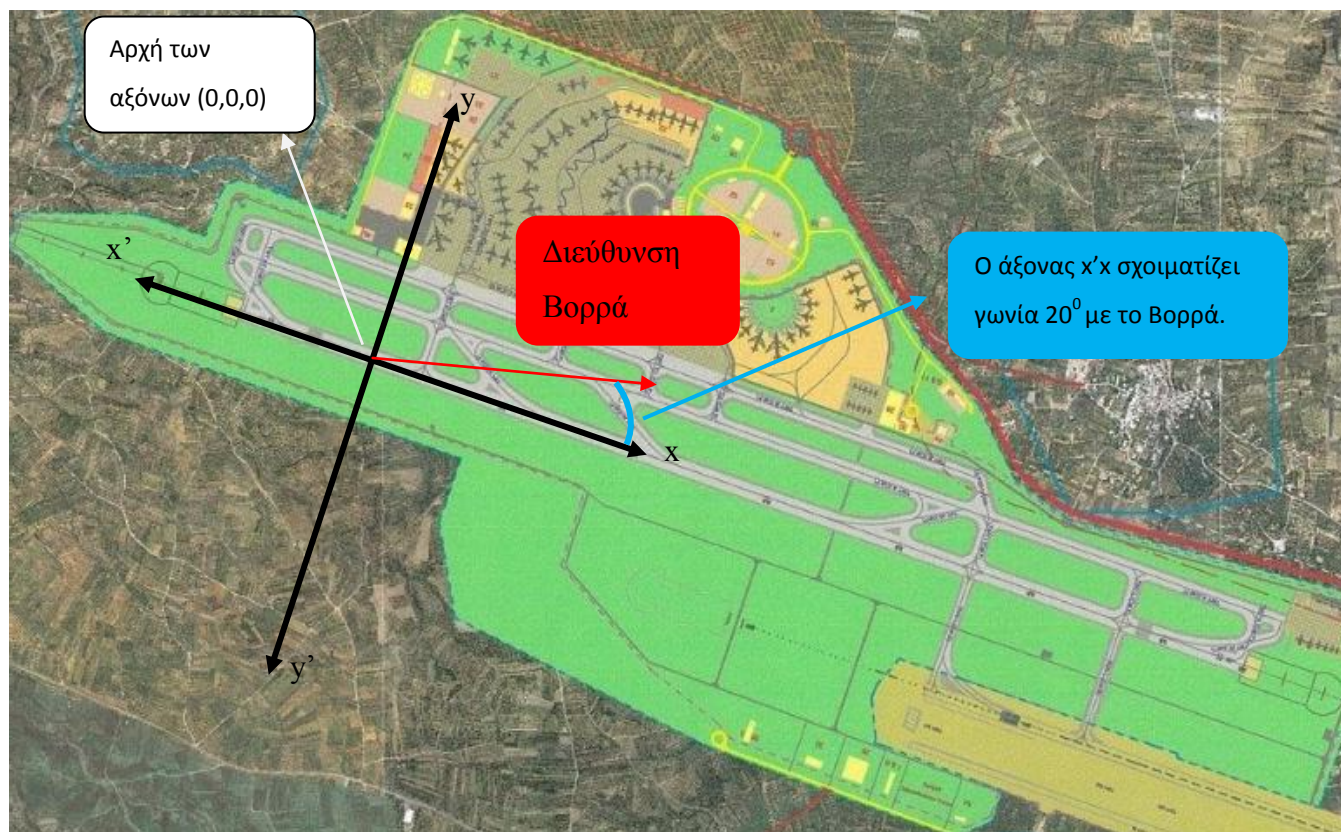 Αρχή των
αξόνων (0,0,0)
y
x’
Διεύθυνση
Βορρά
Ο άξονας x’x σχοιματίζει
γωνία 20⁰ με το Βορρά.
x
y’